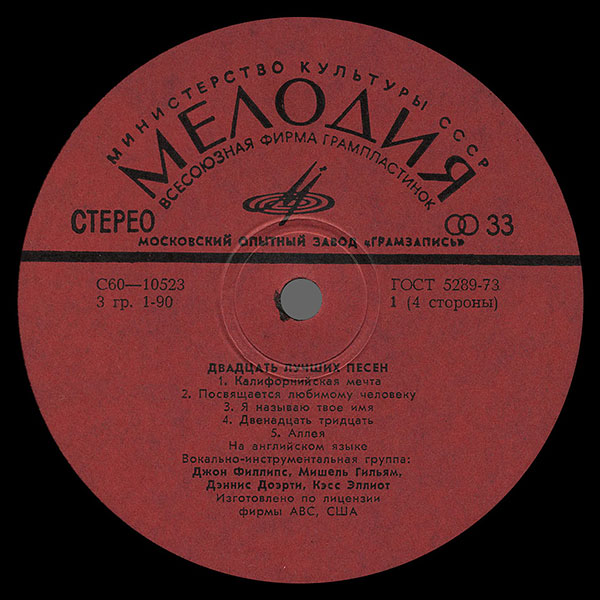 МИНИСТЕРСТВО КУЛЬТУРЫ СССР
МЕЛОДИЯ
ВСЕСОЮЗНАЯ ФИРМА ГРАМПЛАСТИНОК
СТЕРЕО 33
МОСКОВСКИЙ ОПЫТНЫЙ ЗАВОД «ГРАМЗАПИСЬ»
С60—10523 ГОСТ 5289-73
3 гр. 1-90 1 (4 стороны)
ДВАДЦАТЬ ЛУЧШИХ ПЕСЕН
1. Калифорнийская мечта
2. Посвящается любимому человеку
3. Я называю твое имя
4. Двенадцать тридцать
5. Аллея
На английском языке
Вокально-инструментальная группа:
Джон Филлипс, Мишель Гильям,
Дэннис Доэрти, Кэсс Эллиот
Изготовлено по лицензии
фирмы АВС, США